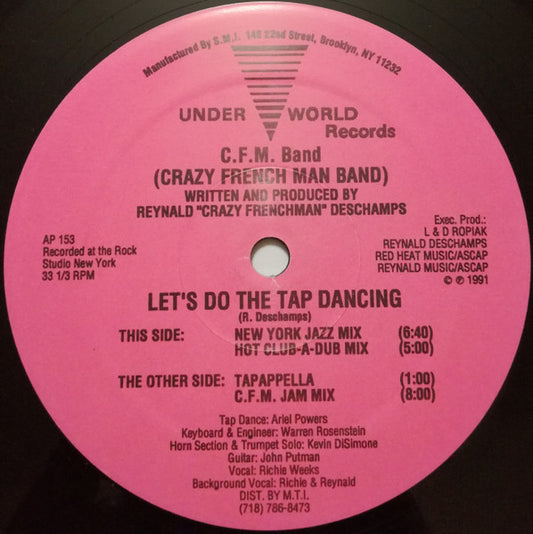 Manufactured By S.M.I. 148 22nd Street, Brooklyn, NY 11232
UNDER WORLD
Records
C.F.M. Band
(CRAZY FRENCH MAN BAND)
WRITTEN AND PRODUCED BY
REYNALD "CRAZY FRENCHMAN" DESCHAMPS
AP 153
Recorded at the Rock
Studio New York
33 1/3 RPM
Exec. Prod.:
L & D ROPIAK
REYNALD DESCHAMPS
RED HEAT MUSIC/ASCAP
REYNALD MUSIC/ASCAP
© ℗ 1991
LET'S DO THE TAP DANCING
(R. Deschamps)
THIS SIDE: NEW YORK JAZZ MIX (6:40)
HOT CLUB-A-DUB MIX (5:00)
THE OTHER SIDE: TAPAPPELLA (1:00)
C.F.M. JAM MIX (8:00)
Tap Dance: Ariel Powers
Keyboard & Engineer: Warren Rosenstein
Horn Section & Trumpet Solo: Kevin DiSimone
Guitar: John Putman
Vocal: Richie Weeks
Background Vocal: Richie & Reynald
DIST. BY M.T.I.
(718) 786-8473